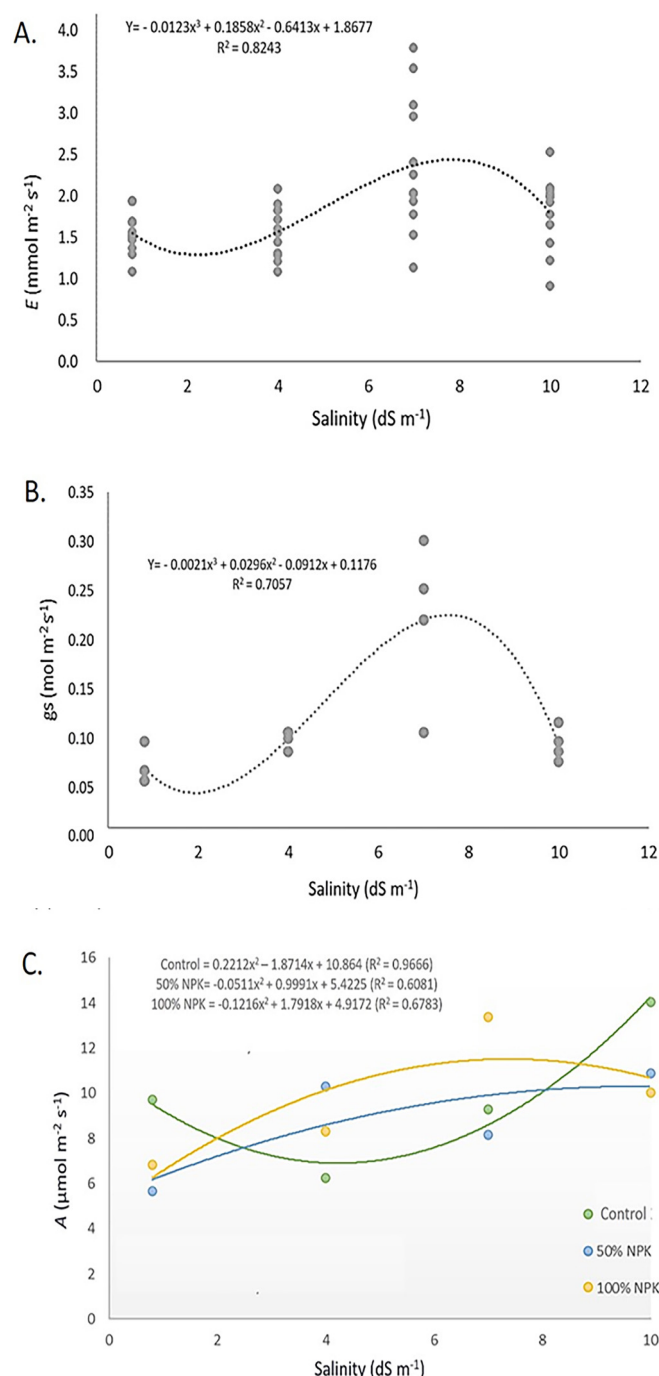 A.
Y= - 0.0123x³ + 0.1858x² - 0.6413x + 1.8677
R² = 0.8243
4.0
3.5
3.0
2.5
2.0
1.5
1.0
0.5
0.0
E (mmol m⁻² s⁻¹)
0 2 4 6 8 10 12
Salinity (dS m⁻¹)
B.
Y= - 0.0021x³ + 0.0296x² - 0.0912x + 0.1176
R² = 0.7057
0.35
0.30
0.25
0.20
0.15
0.10
0.05
0.00
gs (mol m⁻² s⁻¹)
0 2 4 6 8 10 12
Salinity (dS m⁻¹)
C.
Control = 0.2212x² – 1.8714x + 10.864 (R² = 0.9666)
50% NPK= -0.0511x² + 0.9991x + 5.4225 (R² = 0.6081)
100% NPK = -0.1216x² + 1.7918x + 4.9172 (R² = 0.6783)
16
14
12
10
8
6
4
2
0
A (μmol m⁻² s⁻¹)
Control
50% NPK
100% NPK
0 2 4 6 8 10
Salinity (dS m⁻¹)